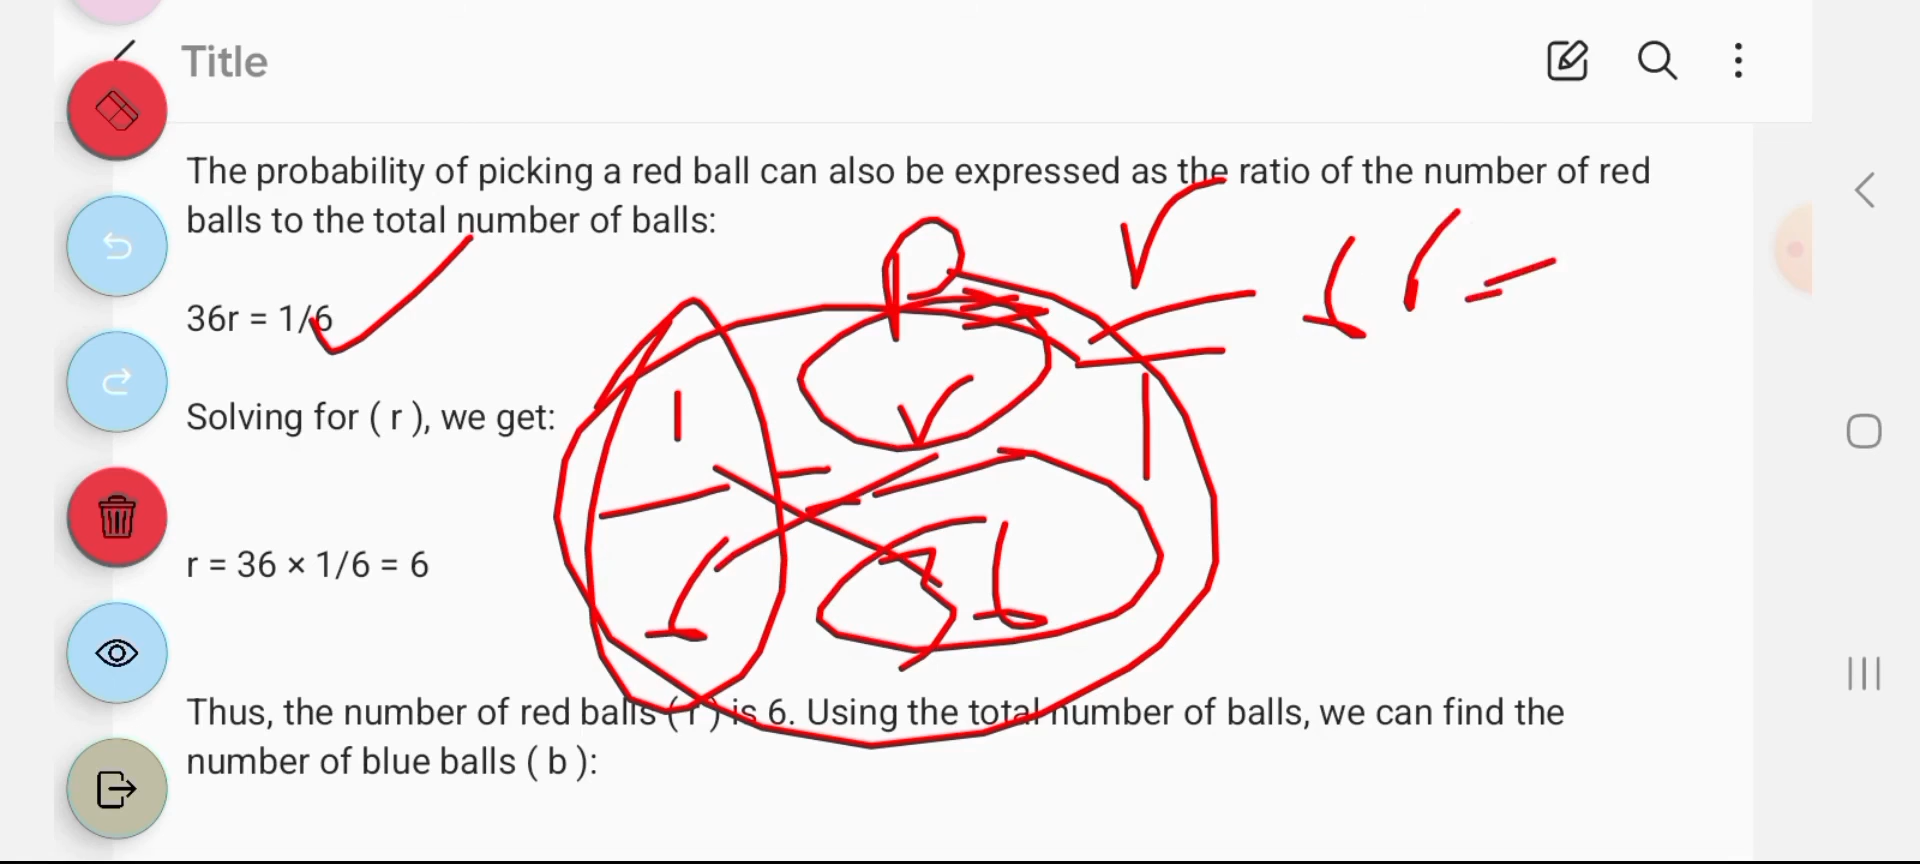 Title
The probability of picking a red ball can also be expressed as the ratio of the number of red
balls to the total number of balls:
36r = 1/6
Solving for ( r ), we get:
r = 36 × 1/6 = 6
Thus, the number of red balls ( r ) is 6. Using the total number of balls, we can find the
number of blue balls ( b ):